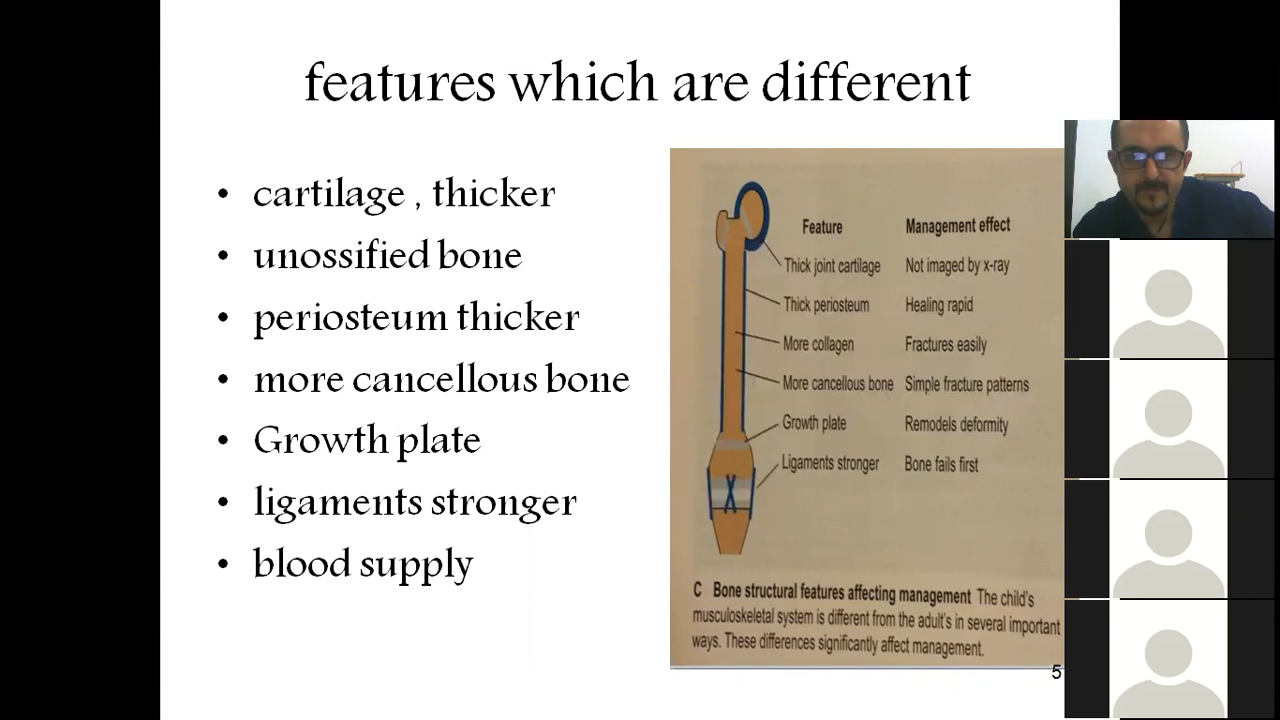 features which are different
• cartilage , thicker
• unossified bone
• periosteum thicker
• more cancellous bone
• Growth plate
• ligaments stronger
• blood supply
Feature Management effect
Thick joint cartilage Not imaged by x-ray
Thick periosteum Healing rapid
More collagen Fractures easily
More cancellous bone Simple fracture patterns
Growth plate Remodels deformity
Ligaments stronger Bone fails first
C Bone structural features affecting management The child's
musculoskeletal system is different from the adult's in several important
ways. These differences significantly affect management.
5